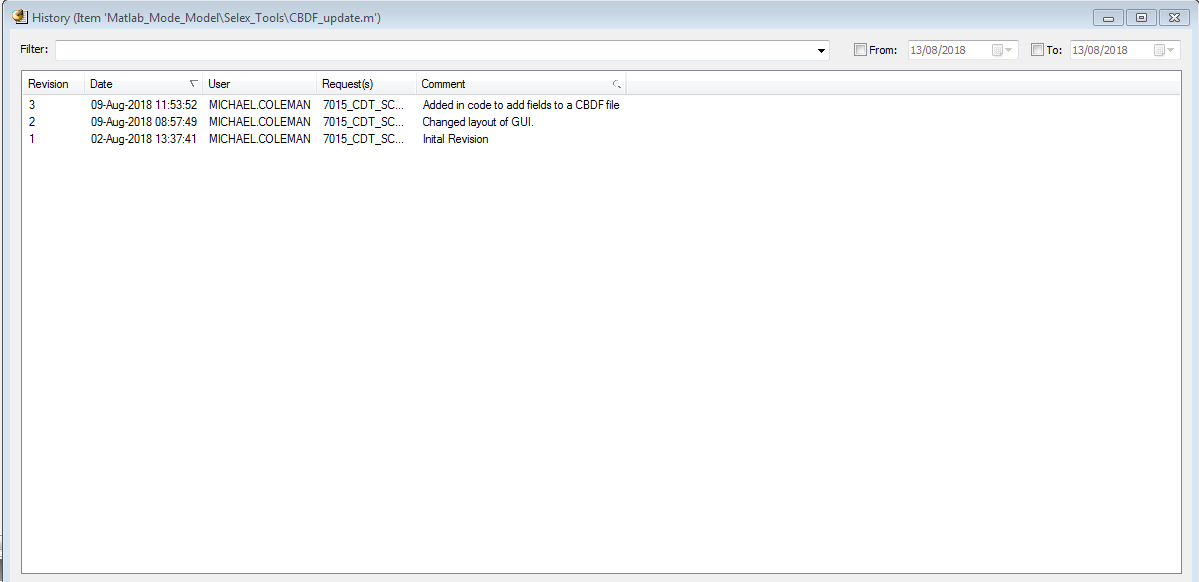 History (Item 'Matlab_Mode_Model\Selex_Tools\CBDF_update.m')
Filter: From: 13/08/2018 To: 13/08/2018
Revision Date User Request(s) Comment
3 09-Aug-2018 11:53:52 MICHAEL.COLEMAN 7015_CDT_SC... Added in code to add fields to a CBDF file
2 09-Aug-2018 08:57:49 MICHAEL.COLEMAN 7015_CDT_SC... Changed layout of GUI.
1 02-Aug-2018 13:37:41 MICHAEL.COLEMAN 7015_CDT_SC... Inital Revision